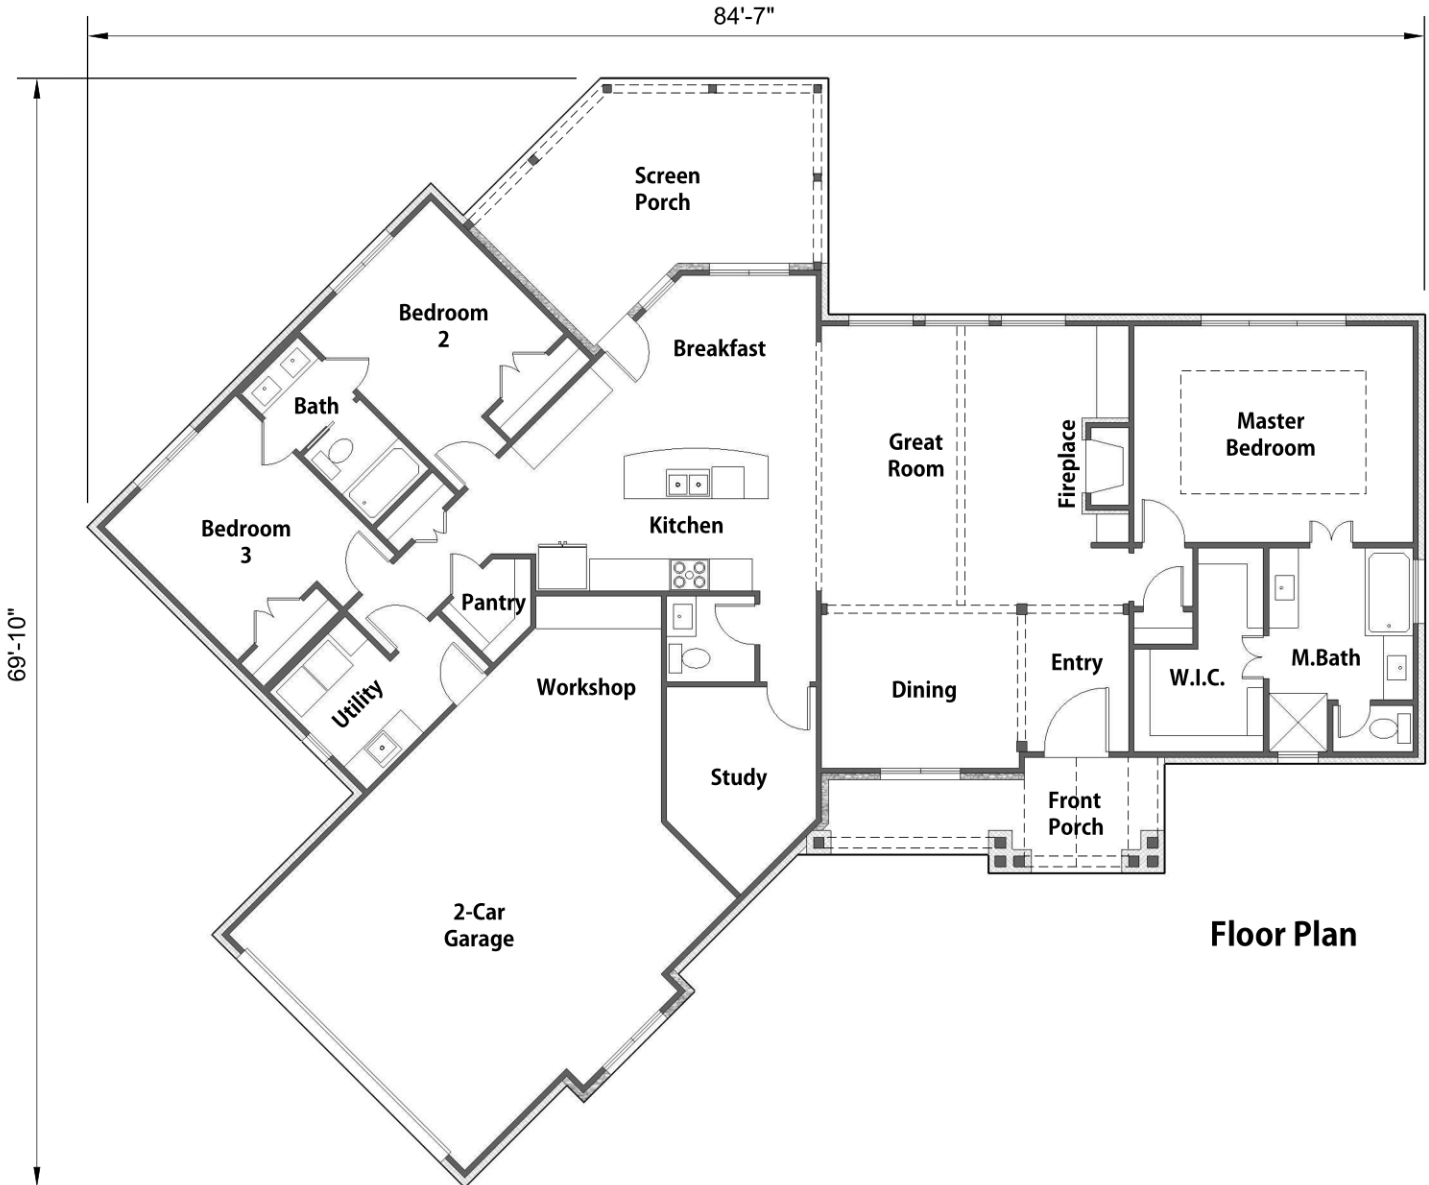 84'-7"
Screen
Porch
Bedroom
2
Breakfast
Bath
Great
Room
Fireplace
Master
Bedroom
Bedroom
3
Kitchen
Pantry
69'-10"
Utility
Workshop
Dining
Entry
W.I.C.
M.Bath
Study
Front
Porch
2-Car
Garage
Floor Plan